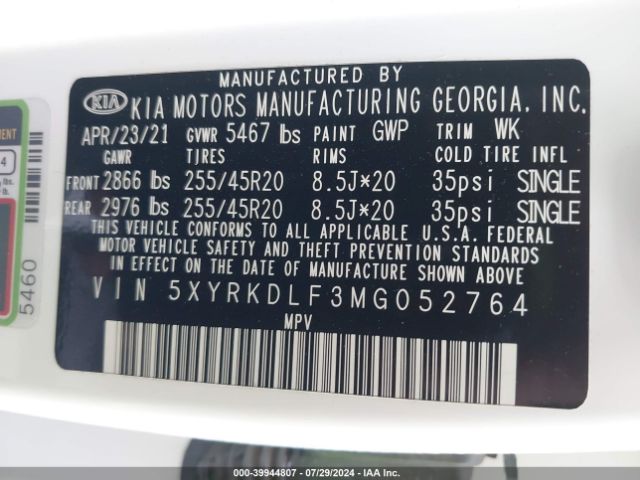 MANUFACTURED BY
KIA KIA MOTORS MANUFACTURING GEORGIA, INC.
APR/23/21 GVWR 5467 lbs PAINT GWP TRIM WK
GAWR TIRES RIMS COLD TIRE INFL
FRONT 2866 lbs 255/45R20 8.5J*20 35psi SINGLE
REAR 2976 lbs 255/45R20 8.5J*20 35psi SINGLE
THIS VEHICLE CONFORMS TO ALL APPLICABLE U.S.A. FEDERAL
MOTOR VEHICLE SAFETY AND THEFT PREVENTION STANDARDS
IN EFFECT ON THE DATE OF MANUFACTURE SHOWN ABOVE
VIN 5XYRKDLF3MG052764
MPV
5460
000-39944807 - 07/29/2024 - IAAI.COM